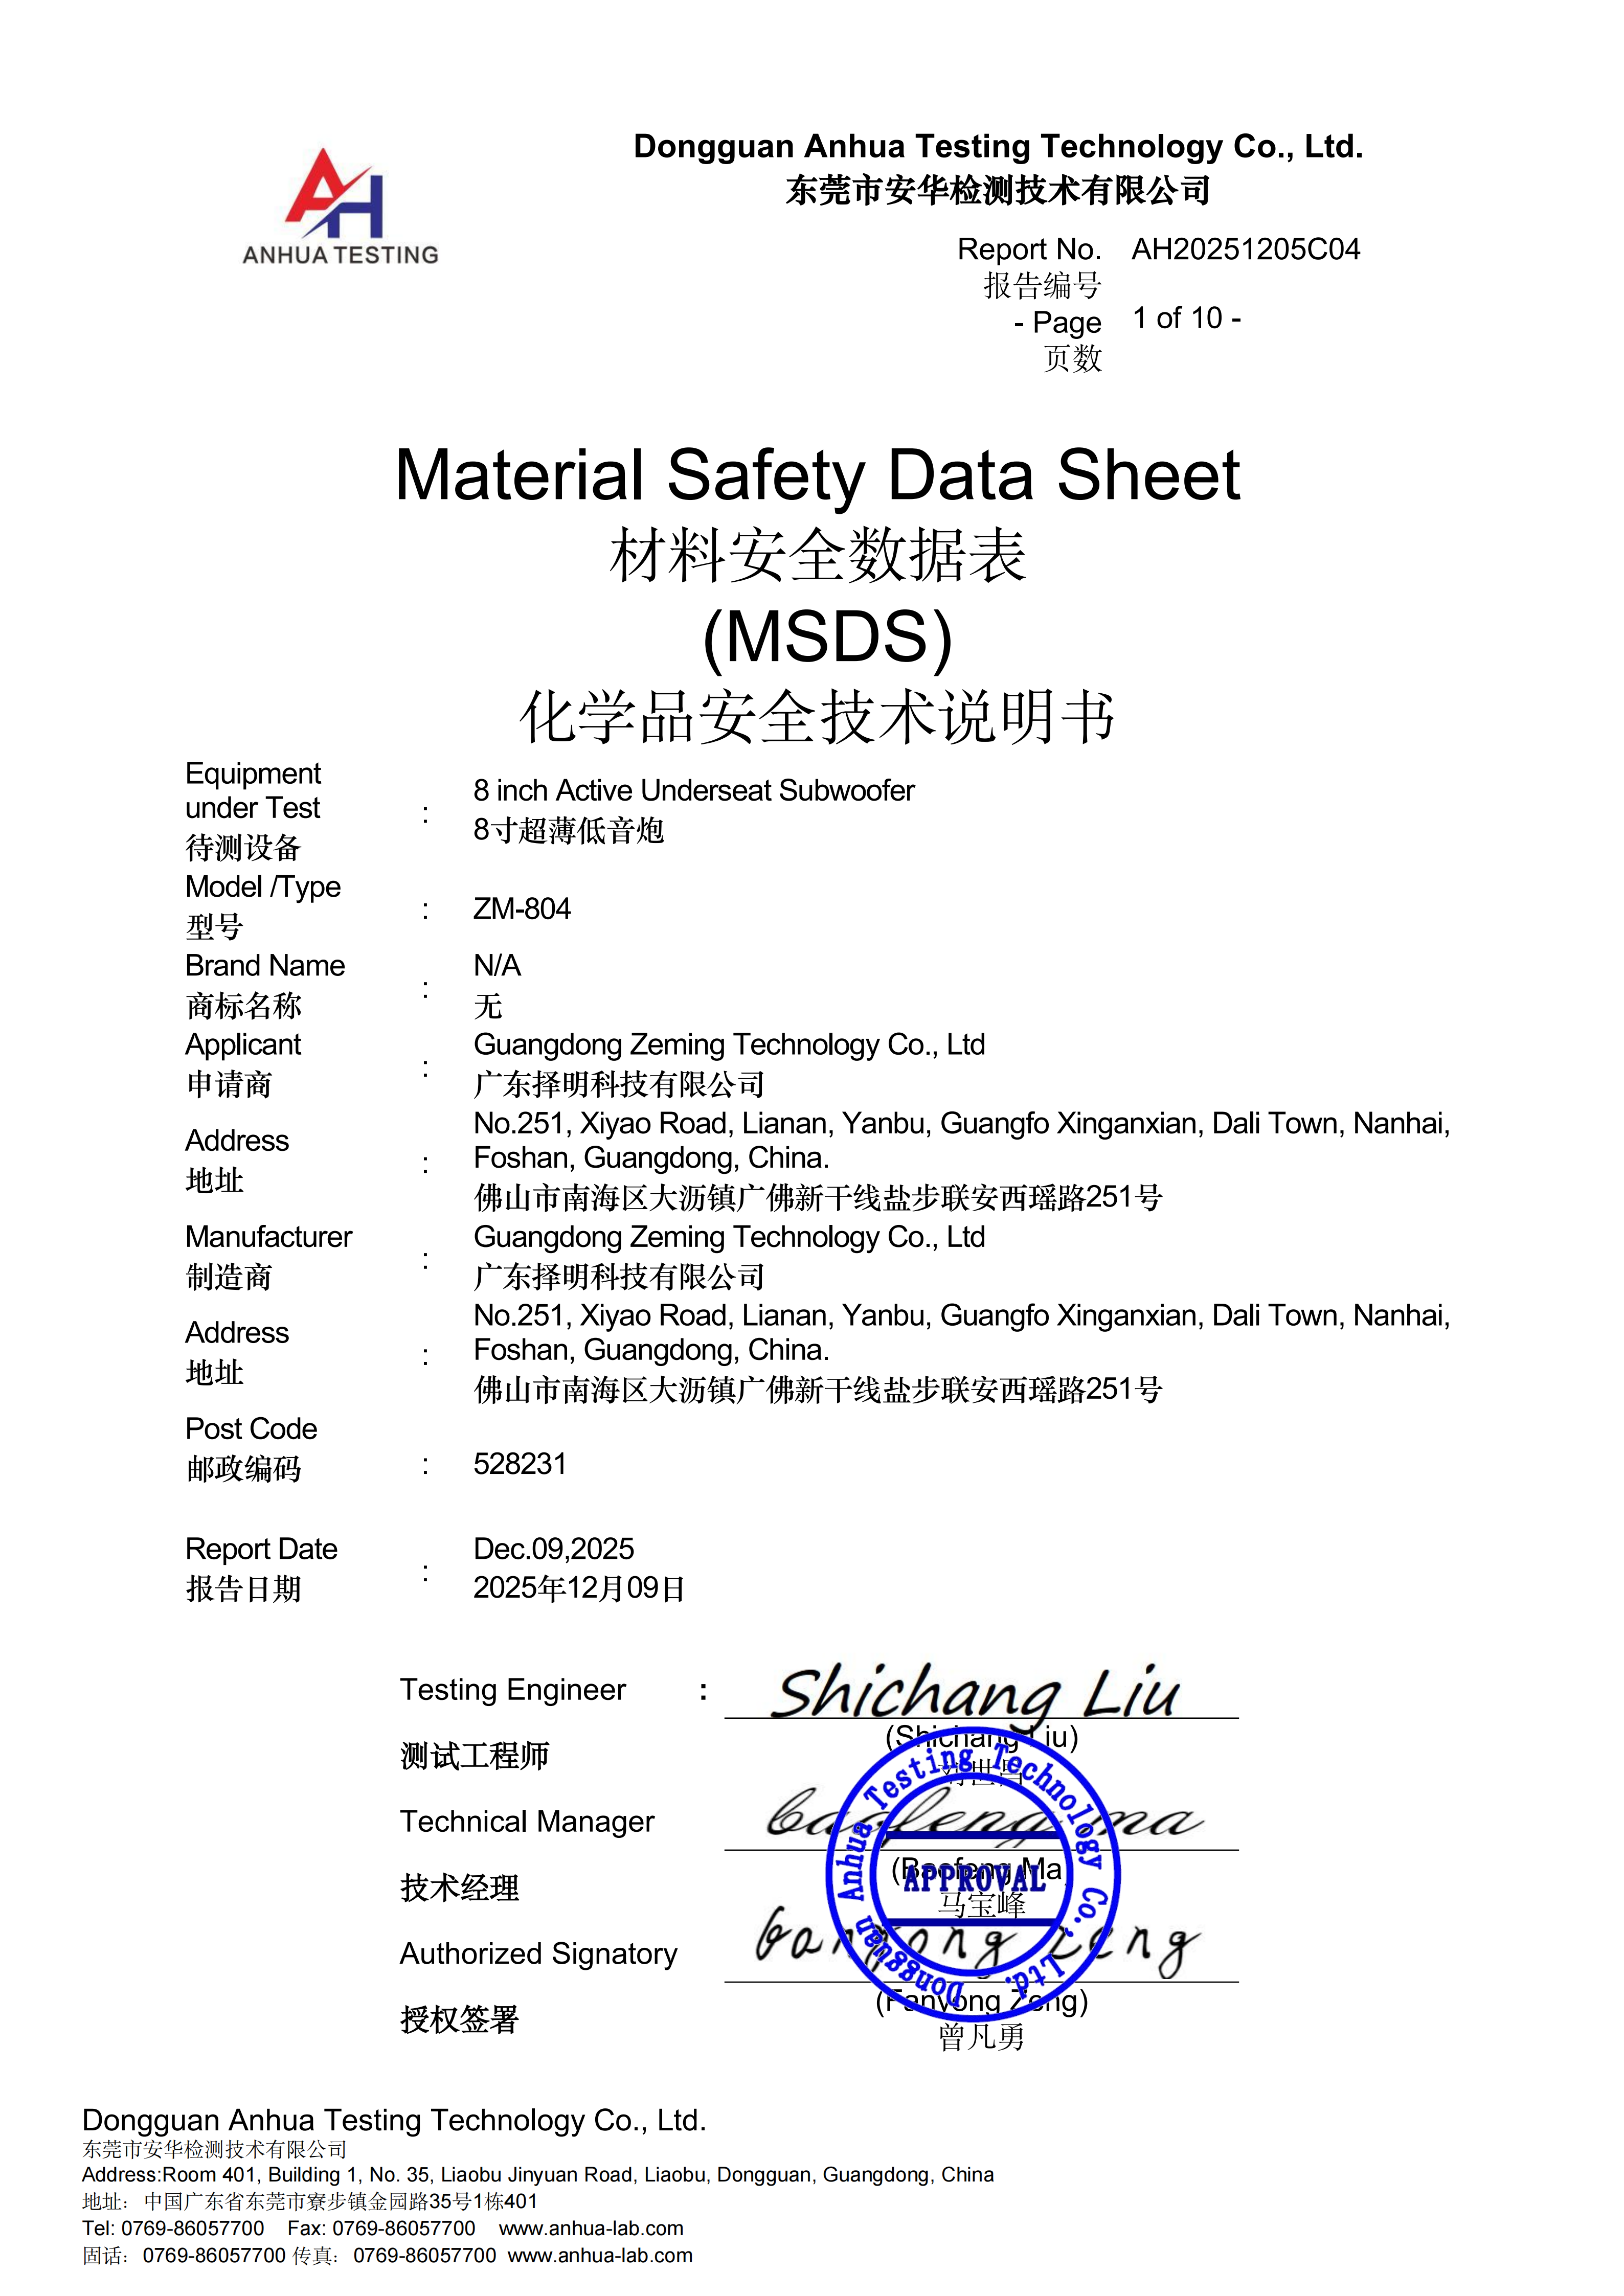 ANHUA TESTING
Dongguan Anhua Testing Technology Co., Ltd.
东莞市安华检测技术有限公司
Report No. AH20251205C04
报告编号
- Page 1 of 10 -
页数
Material Safety Data Sheet
材料安全数据表
(MSDS)
化学品安全技术说明书
Equipment
under Test
待测设备
:
8 inch Active Underseat Subwoofer
8寸超薄低音炮
Model /Type
型号
: ZM-804
Brand Name
商标名称
:
N/A
无
Applicant
申请商
:
Guangdong Zeming Technology Co., Ltd
广东择明科技有限公司
Address
地址
:
No.251, Xiyao Road, Lianan, Yanbu, Guangfo Xinganxian, Dali Town, Nanhai,
Foshan, Guangdong, China.
佛山市南海区大沥镇广佛新干线盐步联安西瑶路251号
Manufacturer
制造商
:
Guangdong Zeming Technology Co., Ltd
广东择明科技有限公司
Address
地址
:
No.251, Xiyao Road, Lianan, Yanbu, Guangfo Xinganxian, Dali Town, Nanhai,
Foshan, Guangdong, China.
佛山市南海区大沥镇广佛新干线盐步联安西瑶路251号
Post Code
邮政编码
: 528231
Report Date
报告日期
:
Dec.09,2025
2025年12月09日
Testing Engineer : Shichang Liu
(Shichang Liu)
测试工程师
Technical Manager baofeng ma
(Baofeng Ma
技术经理
马宝峰
Authorized Signatory fanyong zeng
(Fanyong Zeng)
授权签署
曾凡勇
Dongguan Anhua Testing Technology Co., Ltd.
APPROVAL
Dongguan Anhua Testing Technology Co., Ltd.
东莞市安华检测技术有限公司
Address:Room 401, Building 1, No. 35, Liaobu Jinyuan Road, Liaobu, Dongguan, Guangdong, China
地址：中国广东省东莞市寮步镇金园路35号1栋401
Tel: 0769-86057700 Fax: 0769-86057700 www.anhua-lab.com
固话：0769-86057700 传真：0769-86057700 www.anhua-lab.com